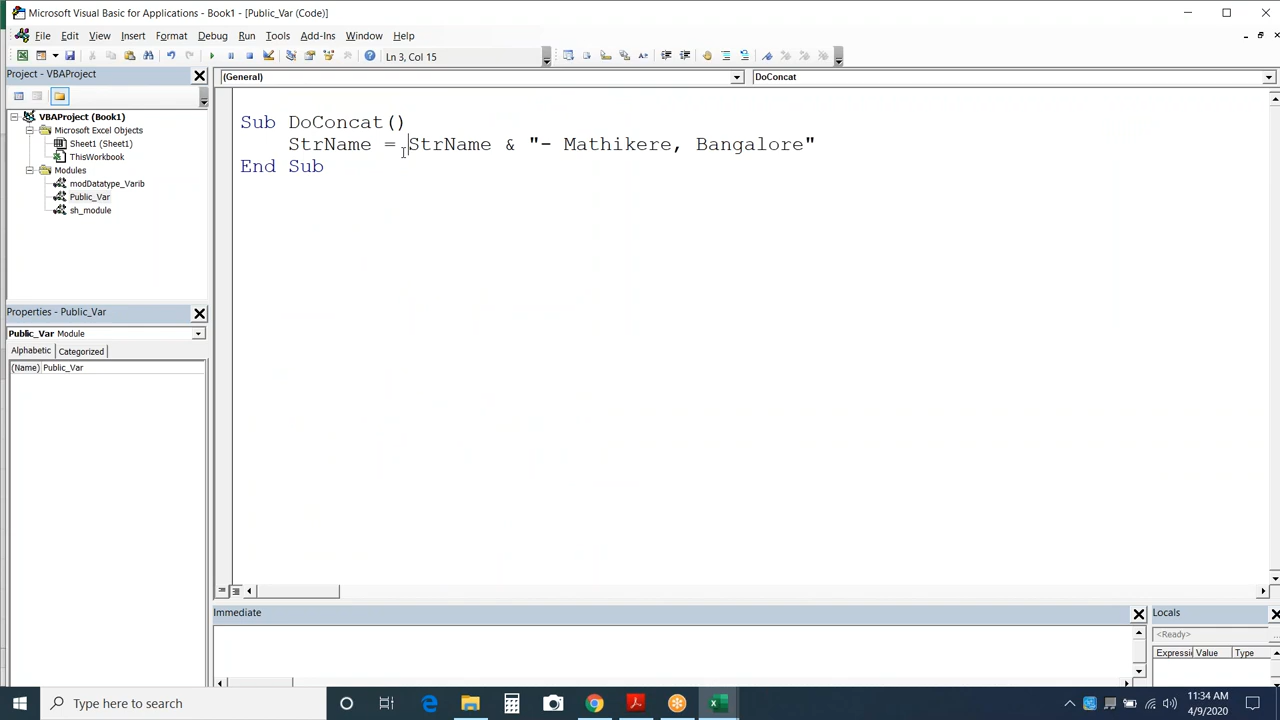 Microsoft Visual Basic for Applications - Book1 - [Public_Var (Code)]
File Edit View Insert Format Debug Run Tools Add-Ins Window Help
Ln 3, Col 15
Project - VBAProject
(General)
DoConcat
VBAProject (Book1)
Microsoft Excel Objects
Sheet1 (Sheet1)
ThisWorkbook
Modules
modDatatype_Varib
Public_Var
sh_module
Sub DoConcat()
StrName = StrName & "- Mathikere, Bangalore"
End Sub
Properties - Public_Var
Public_Var Module
Alphabetic Categorized
(Name) Public_Var
Immediate
Locals
<Ready>
Expressi Value Type
Type here to search
11:34 AM
4/9/2020